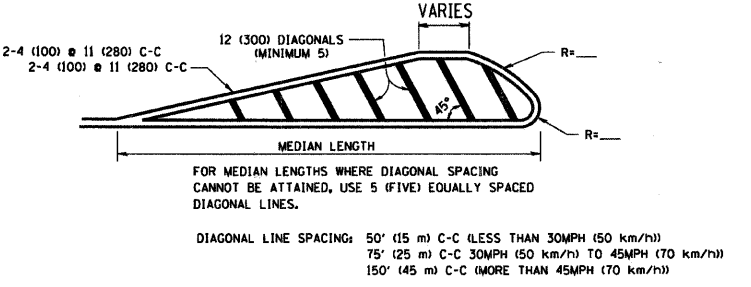 VARIES
12 (300) DIAGONALS
(MINIMUM 5)
2-4 (100) @ 11 (280) C-C
2-4 (100) @ 11 (280) C-C
R=__
45°
R=__
MEDIAN LENGTH
FOR MEDIAN LENGTHS WHERE DIAGONAL SPACING
CANNOT BE ATTAINED, USE 5 (FIVE) EQUALLY SPACED
DIAGONAL LINES.
DIAGONAL LINE SPACING: 50' (15 m) C-C (LESS THAN 30MPH (50 km/h))
75' (25 m) C-C 30MPH (50 km/h) TO 45MPH (70 km/h))
150' (45 m) C-C (MORE THAN 45MPH (70 km/h))